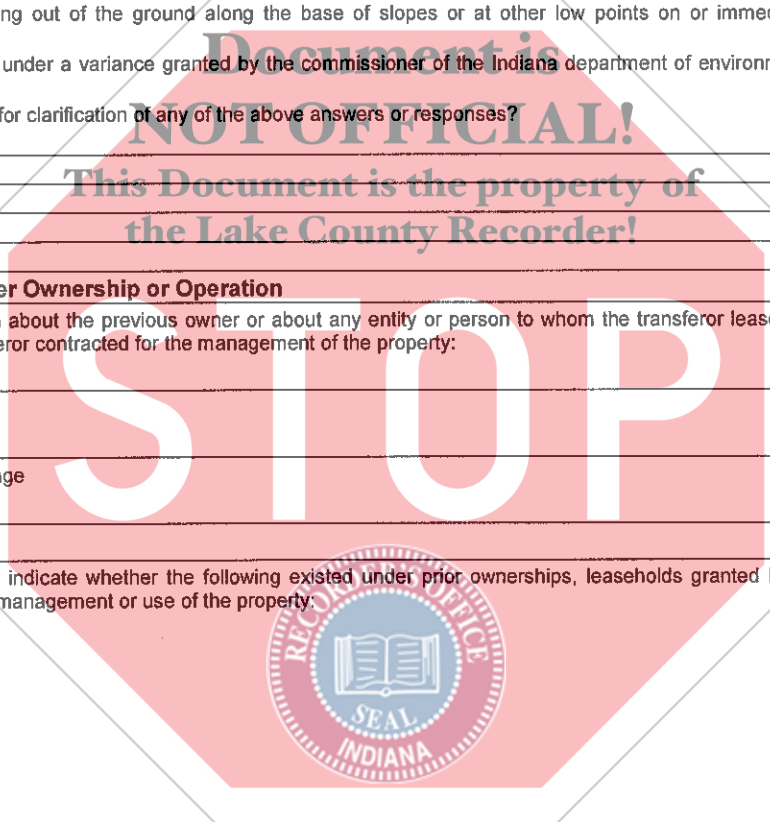 ng out of the ground along the base of slopes or at other low points on or immed
Document is
under a variance granted by the commissioner of the Indiana department of environm
for clarification of any of the above answers or responses?
NOT OFFICIAL!
This Document is the property of
the Lake County Recorder!
er Ownership or Operation
about the previous owner or about any entity or person to whom the transferor lease
eror contracted for the management of the property:
STOP
ge
indicate whether the following existed under prior ownerships, leaseholds granted
management or use of the property:
RECORDER'S OFFICE
SEAL
INDIANA